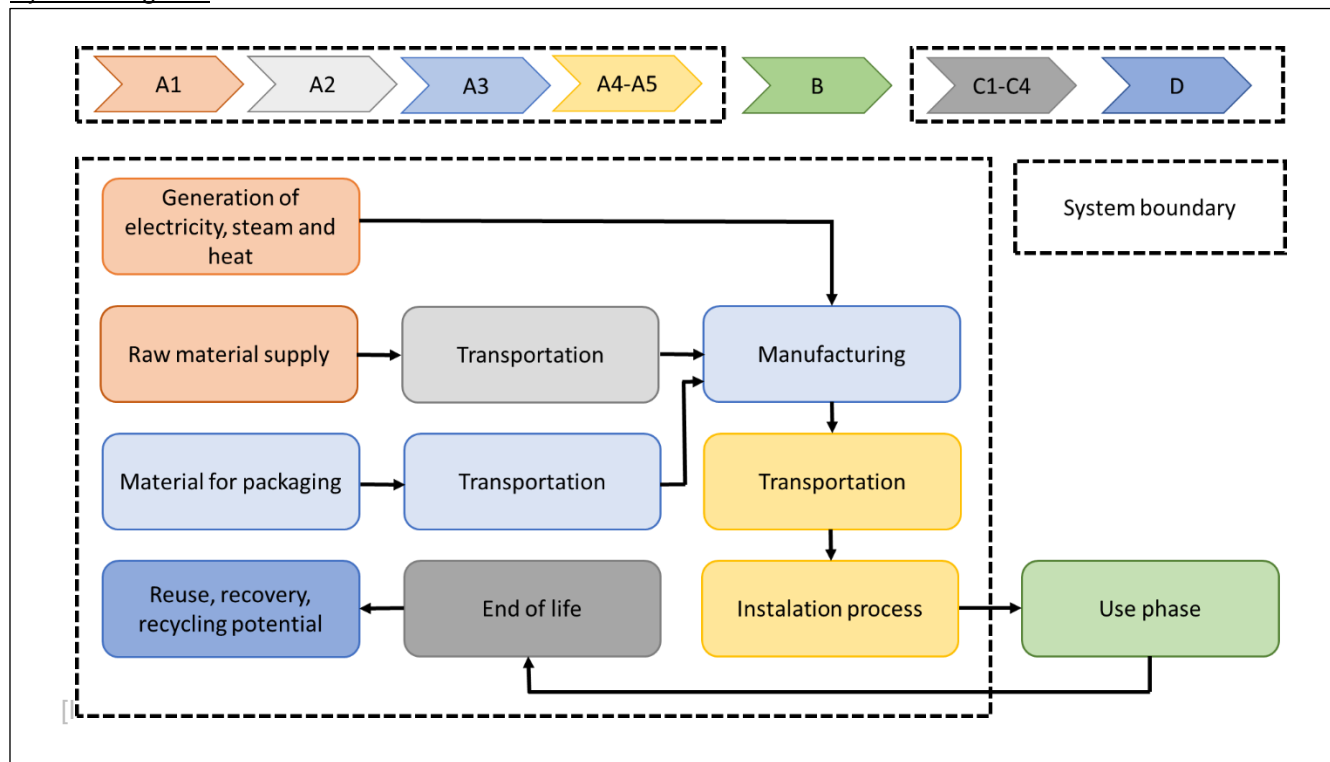 A1
A2
A3
A4-A5
B
C1-C4
D
Generation of
electricity, steam and
heat
System boundary
Raw material supply
Transportation
Manufacturing
Material for packaging
Transportation
Transportation
Reuse, recovery,
recycling potential
End of life
Instalation process
Use phase